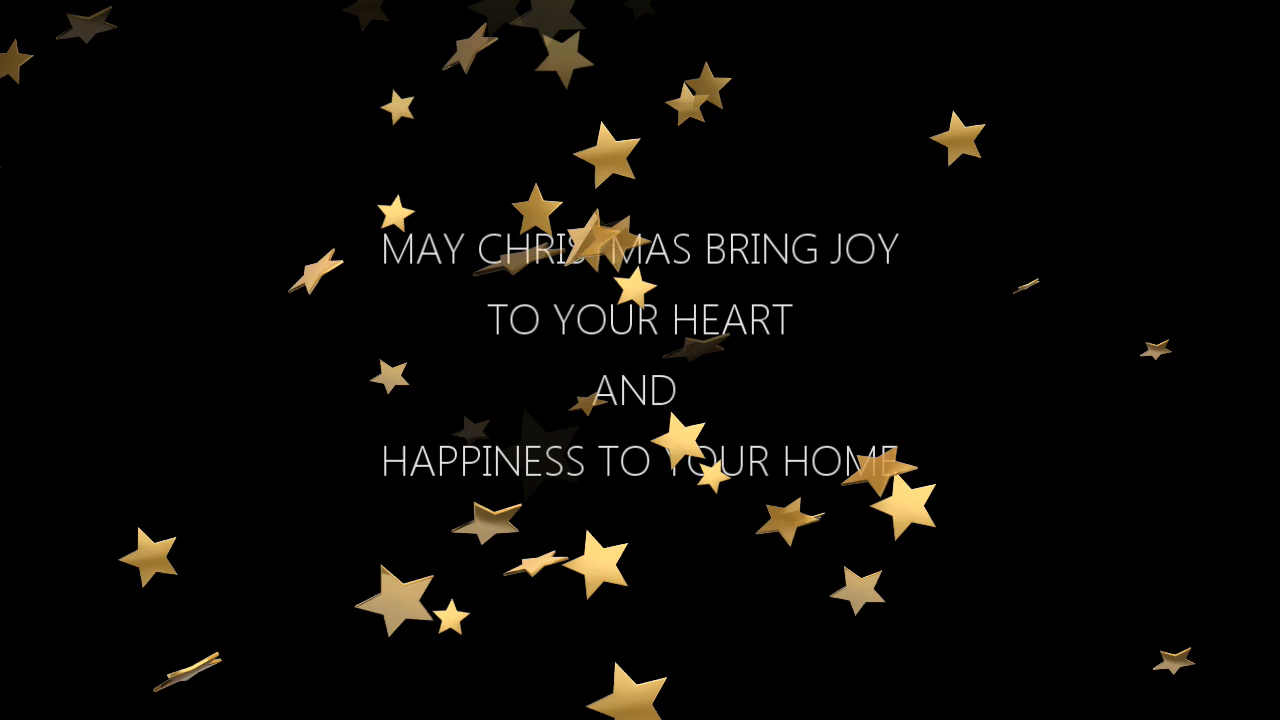 MAY CHRISTMAS BRING JOY
TO YOUR HEART
AND
HAPPINESS TO YOUR HOME